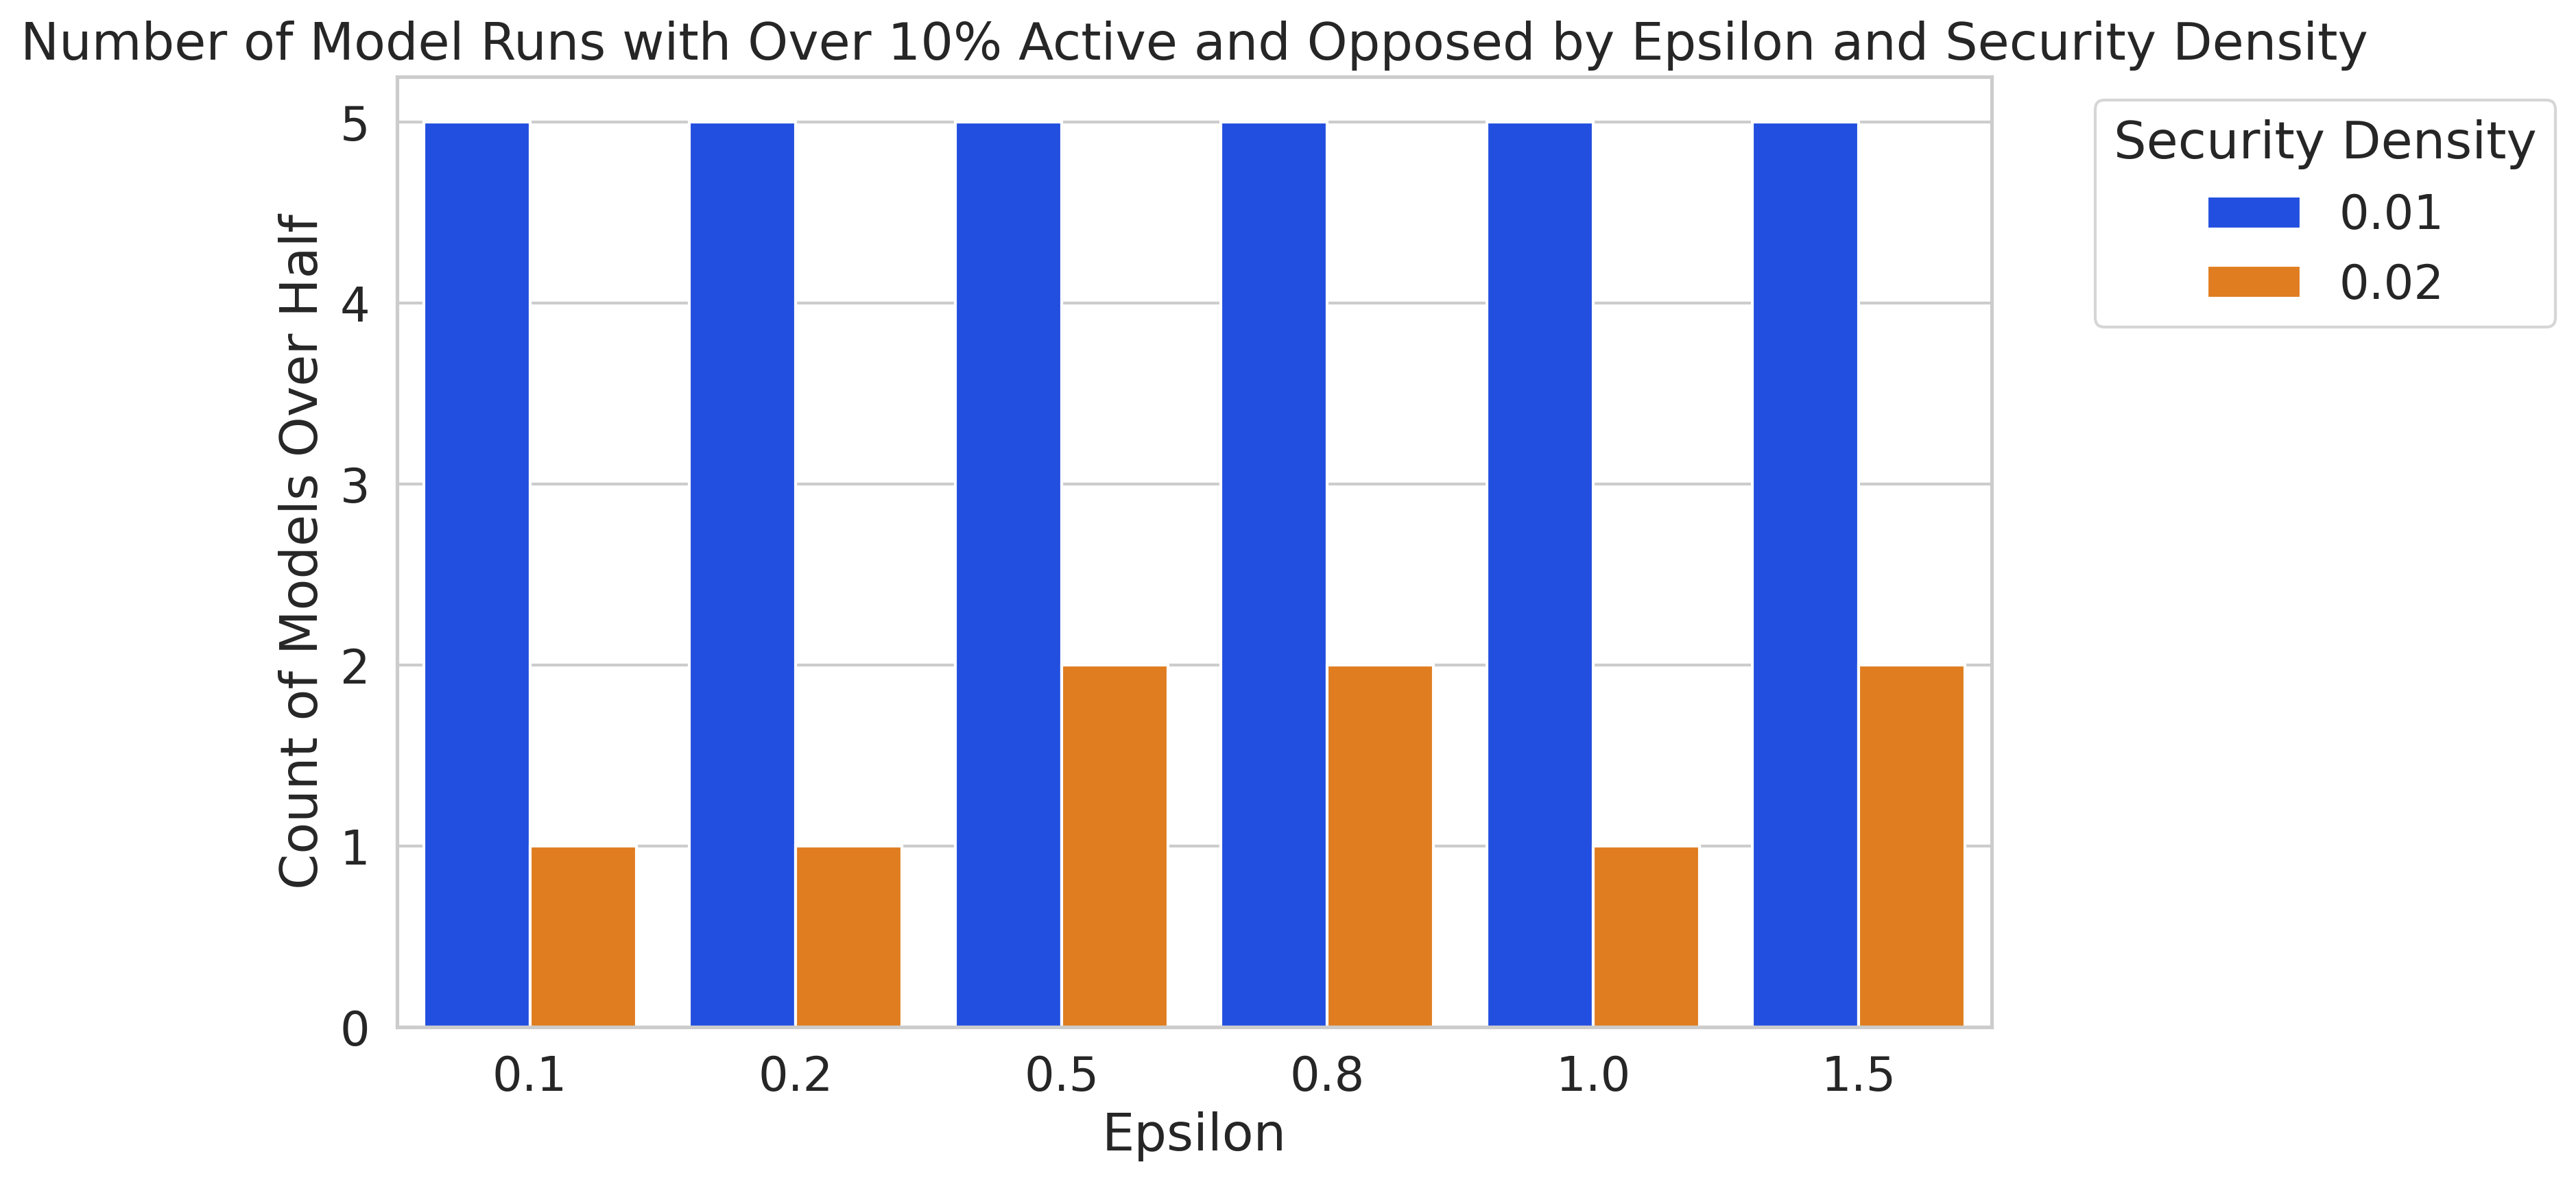 Number of Model Runs with Over 10% Active and Opposed by Epsilon and Security Density
Count of Models Over Half
5
4
3
2
1
0
0.1 0.2 0.5 0.8 1.0 1.5
Epsilon
Security Density
0.01
0.02